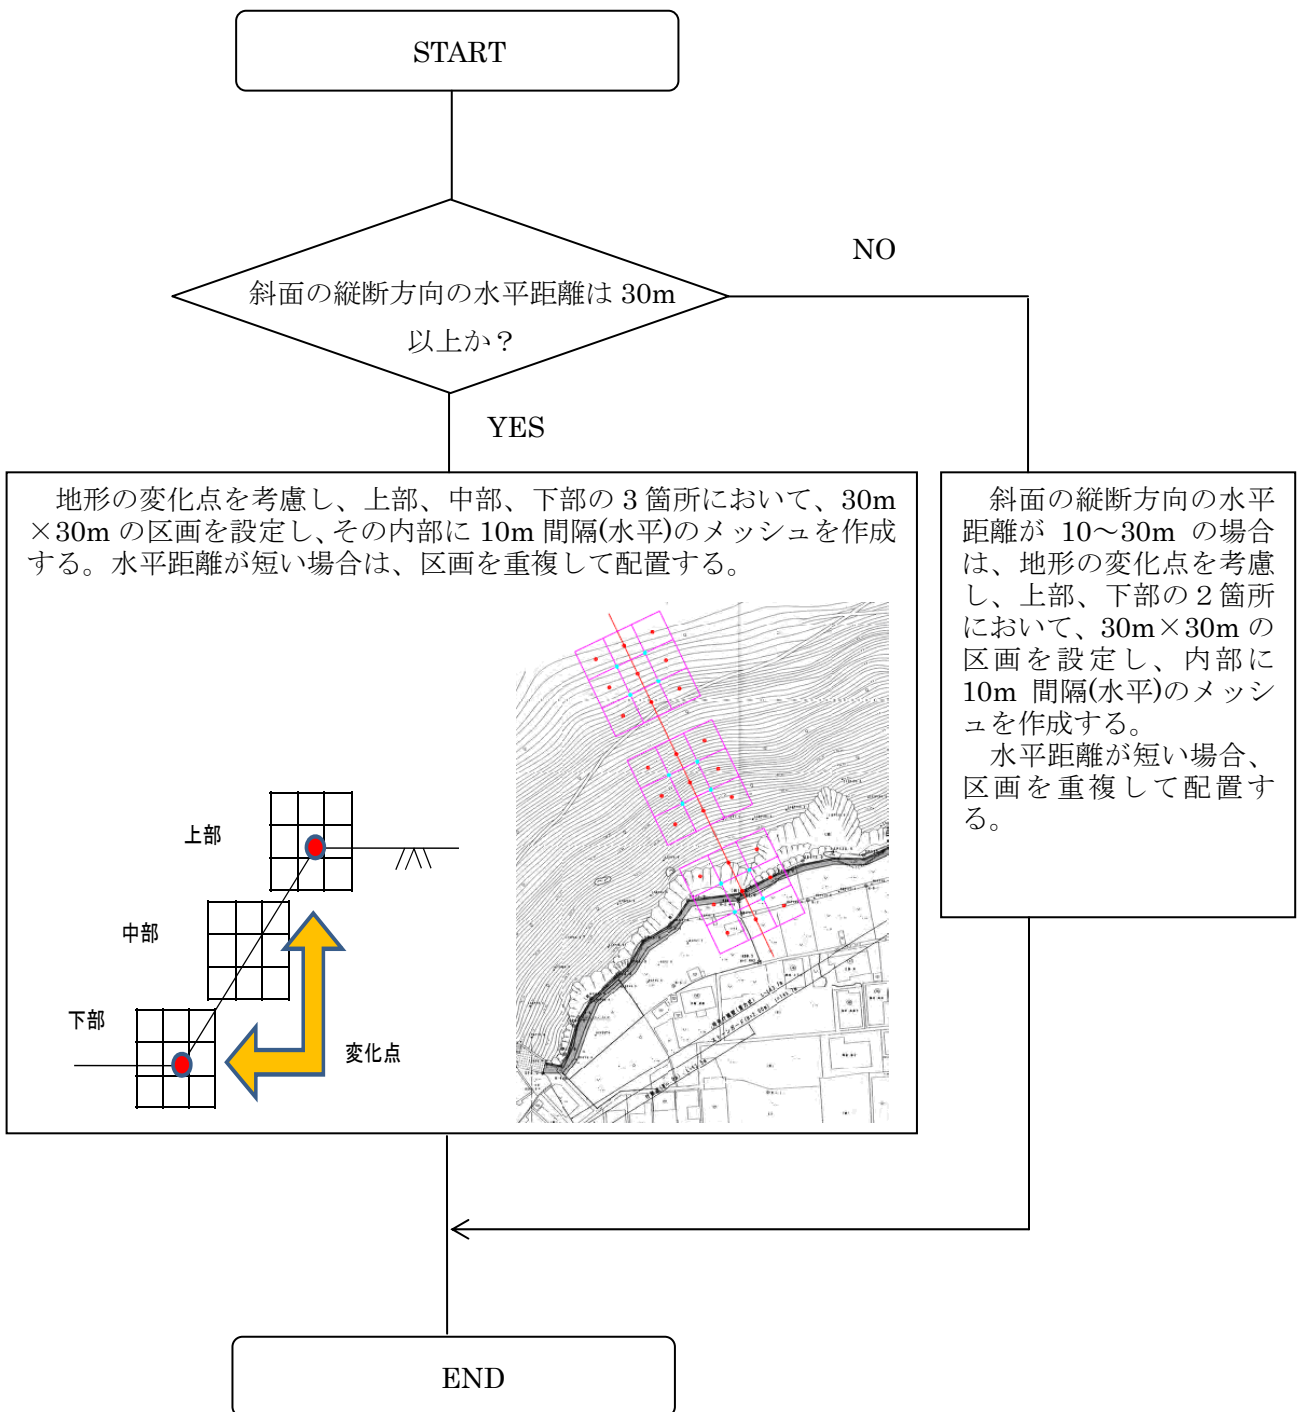 START
斜面の縦断方向の水平距離は 30m
以上か？
NO
YES
地形の変化点を考慮し、上部、中部、下部の 3 箇所において、30m
×30m の区画を設定し、その内部に 10m 間隔(水平)のメッシュを作成
する。水平距離が短い場合は、区画を重複して配置する。
上部
中部
下部
変化点
斜面の縦断方向の水平
距離が 10～30m の場合
は、地形の変化点を考慮
し、上部、下部の 2 箇所
において、30m×30m の
区画を設定し、内部に
10m 間隔(水平)のメッシ
ュを作成する。
水平距離が短い場合、
区画を重複して配置す
る。
END